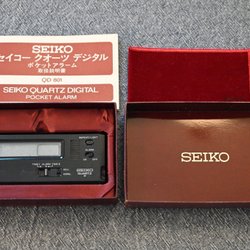 SEIKO
セイコー クオーツ デジタル
ポケットアラーム
取扱説明書
QD 801
SEIKO QUARTZ DIGITAL
POCKET ALARM
SEIKO
SEIKO
QUARTZ